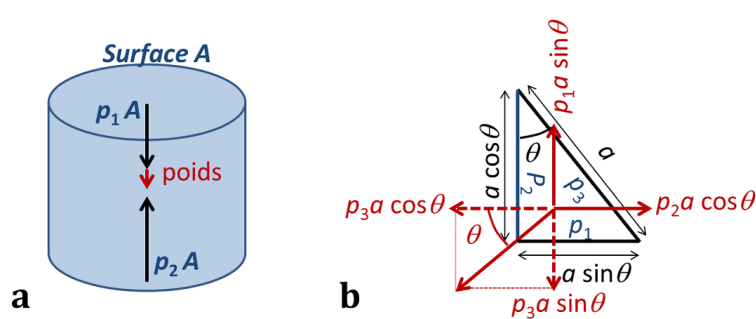 Surface A
p₁ A
poids
p₂ A
a
p₁a sinθ
a cosθ
θ
a
P₂
p₃
p₃a cosθ
p₂a cosθ
θ
p₁
a sinθ
p₃a sinθ
b